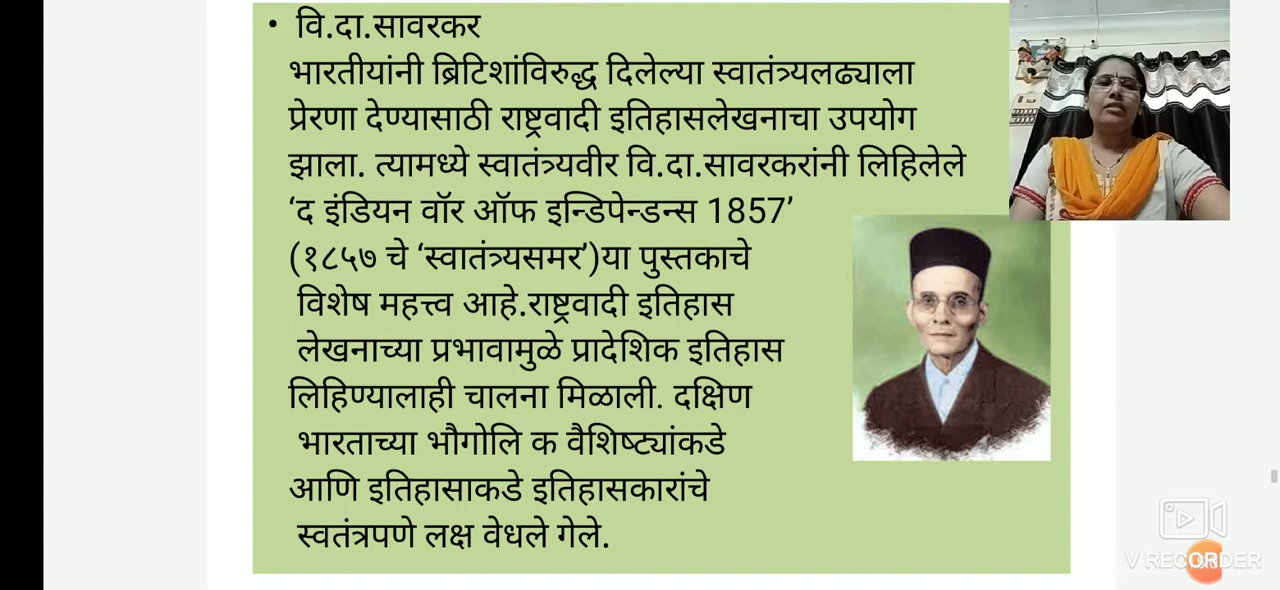 • वि.दा.सावरकर
भारतीयांनी ब्रिटिशांविरुद्ध दिलेल्या स्वातंत्र्यलढ्याला
प्रेरणा देण्यासाठी राष्ट्रवादी इतिहासलेखनाचा उपयोग
झाला. त्यामध्ये स्वातंत्र्यवीर वि.दा.सावरकरांनी लिहिलेले
‘द इंडियन वॉर ऑफ इन्डिपेन्डन्स 1857’
(१८५७ चे ‘स्वातंत्र्यसमर’)या पुस्तकाचे
विशेष महत्त्व आहे.राष्ट्रवादी इतिहास
लेखनाच्या प्रभावामुळे प्रादेशिक इतिहास
लिहिण्यालाही चालना मिळाली. दक्षिण
भारताच्या भौगोलि क वैशिष्ट्यांकडे
आणि इतिहासाकडे इतिहासकारांचे
स्वतंत्रपणे लक्ष वेधले गेले.
V RECORDER